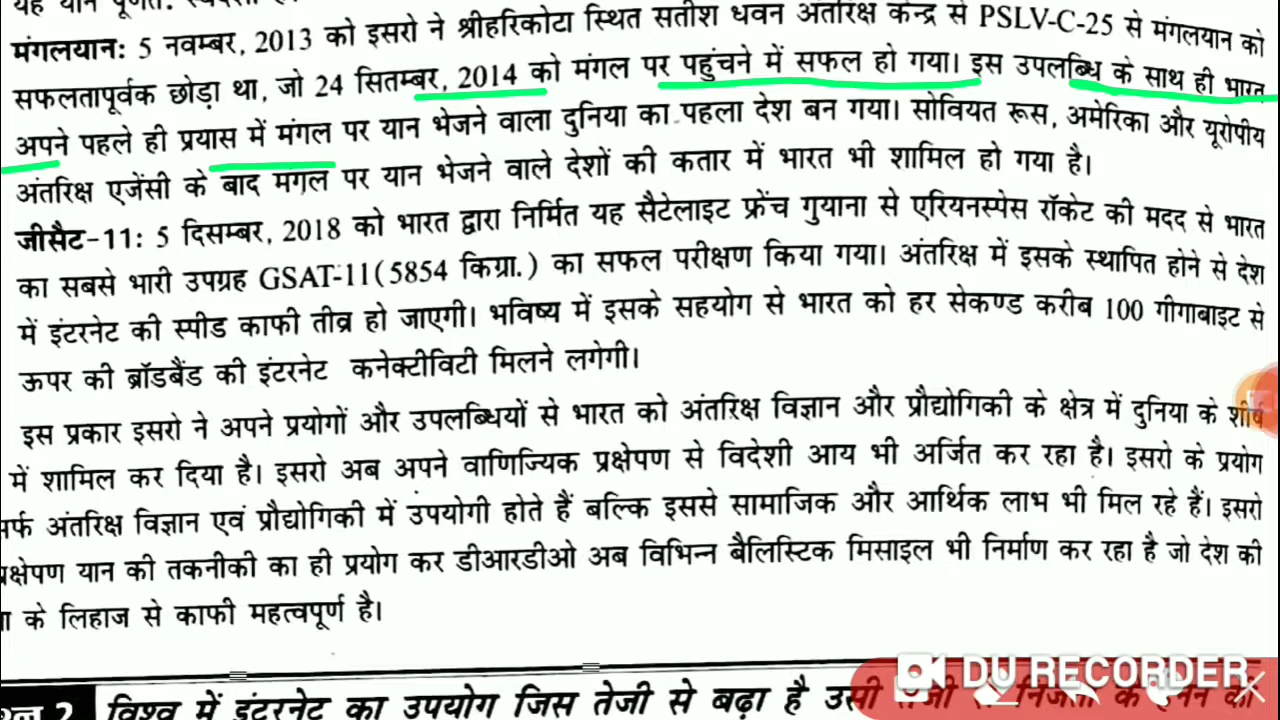 यह यान पूर्णत: स्वदेशी
मंगलयान: 5 नवम्बर, 2013 को इसरो ने श्रीहरिकोटा स्थित सतीश धवन अंतरिक्ष केन्द्र से PSLV-C-25 से मंगलयान को
सफलतापूर्वक छोड़ा था, जो 24 सितम्बर, 2014 को मंगल पर पहुंचने में सफल हो गया। इस उपलब्धि के साथ ही भारत
अपने पहले ही प्रयास में मंगल पर यान भेजने वाला दुनिया का पहला देश बन गया। सोवियत रूस, अमेरिका और यूरोपीय
अंतरिक्ष एजेंसी के बाद मगल पर यान भेजने वाले देशों की कतार में भारत भी शामिल हो गया है।
जीसैट-11: 5 दिसम्बर, 2018 को भारत द्वारा निर्मित यह सैटेलाइट फ्रेंच गुयाना से एरियनस्पेस रॉकेट की मदद से भारत
का सबसे भारी उपग्रह GSAT-11(5854 किग्रा.) का सफल परीक्षण किया गया। अंतरिक्ष में इसके स्थापित होने से देश
में इंटरनेट की स्पीड काफी तीव्र हो जाएगी। भविष्य में इसके सहयोग से भारत को हर सेकण्ड करीब 100 गीगाबाइट से
ऊपर की ब्रॉडबैंड की इंटरनेट कनेक्टीविटी मिलने लगेगी।
इस प्रकार इसरो ने अपने प्रयोगों और उपलब्धियों से भारत को अंतरिक्ष विज्ञान और प्रौद्योगिकी के क्षेत्र में दुनिया के शीर्ष
में शामिल कर दिया है। इसरो अब अपने वाणिज्यिक प्रक्षेपण से विदेशी आय भी अर्जित कर रहा है। इसरो के प्रयोग
अंतरिक्ष विज्ञान एवं प्रौद्योगिकी में उपयोगी होते हैं बल्कि इससे सामाजिक और आर्थिक लाभ भी मिल रहे हैं। इसरो
यान की तकनीकी का ही प्रयोग कर डीआरडीओ अब विभिन्न बैलिस्टिक मिसाइल भी निर्माण कर रहा है जो देश की
के लिहाज से काफी महत्वपूर्ण है।
DU RECORDER
2 विश्व में इंटरनेट का उपयोग जिस तेजी से बढ़ा है उसी